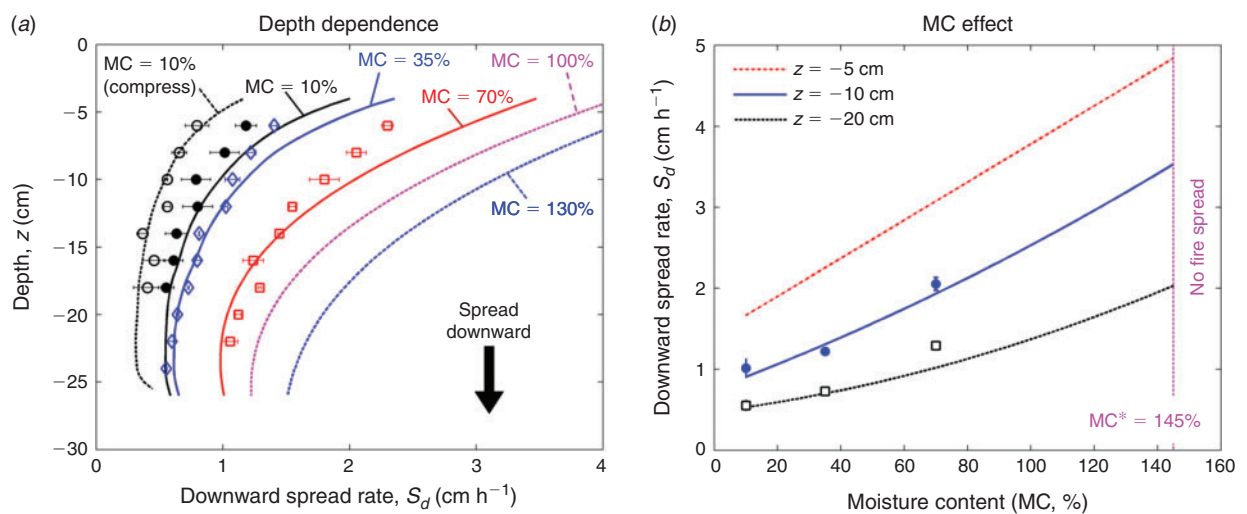 (a) Depth dependence
0
−5
−10
−15
−20
−25
−30
0 1 2 3 4
Depth, z (cm)
Downward spread rate, S_d (cm h⁻¹)
MC = 10%
(compress)
MC = 10%
MC = 35%
MC = 100%
MC = 70%
MC = 130%
Spread
downward
(b) MC effect
5
4
3
2
1
0
0 20 40 60 80 100 120 140 160
Downward spread rate, S_d (cm h⁻¹)
Moisture content (MC, %)
z = −5 cm
z = −10 cm
z = −20 cm
No fire spread
MC* = 145%